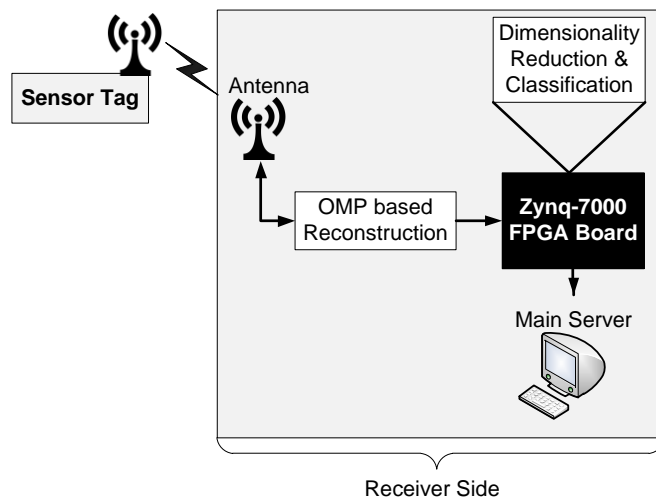 Sensor Tag
Antenna
Dimensionality
Reduction &
Classification
OMP based
Reconstruction
Zynq-7000
FPGA Board
Main Server
Receiver Side